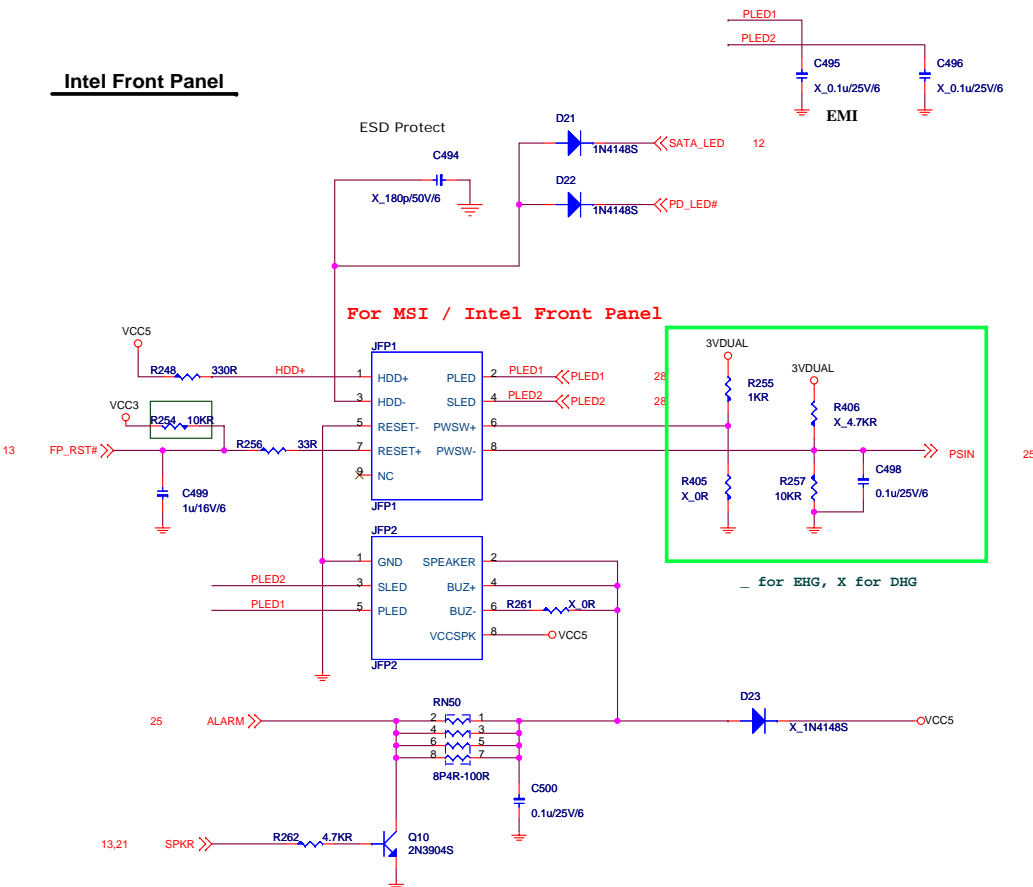 PLED1
PLED2
C495
X_0.1u/25V/6
C496
X_0.1u/25V/6
EMI
Intel Front Panel
ESD Protect
C494
X_180p/50V/6
D21
1N4148S
SATA_LED 12
D22
1N4148S
PD_LED#
For MSI / Intel Front Panel
VCC5
R248 330R HDD+
VCC3
R254 10KR
13 FP_RST#
R256 33R
C499
1u/16V/6
JFP1
1 HDD+ PLED 2 PLED1 PLED1 28
3 HDD- SLED 4 PLED2 PLED2 28
5 RESET- PWSW+ 6
7 RESET+ PWSW- 8
9 NC
JFP1
3VDUAL
R255
1KR
3VDUAL
R406
X_4.7KR
R405
X_0R
R257
10KR
C498
0.1u/25V/6
PSIN 25
_ for EHG, X for DHG
JFP2
1 GND SPEAKER 2
PLED2 3 SLED BUZ+ 4
PLED1 5 PLED BUZ- 6 R261 X_0R
VCCSPK 8 VCC5
JFP2
25 ALARM
RN50
2 1
4 3
6 5
8 7
8P4R-100R
C500
0.1u/25V/6
D23
X_1N4148S
VCC5
13,21 SPKR
R262 4.7KR
Q10
2N3904S